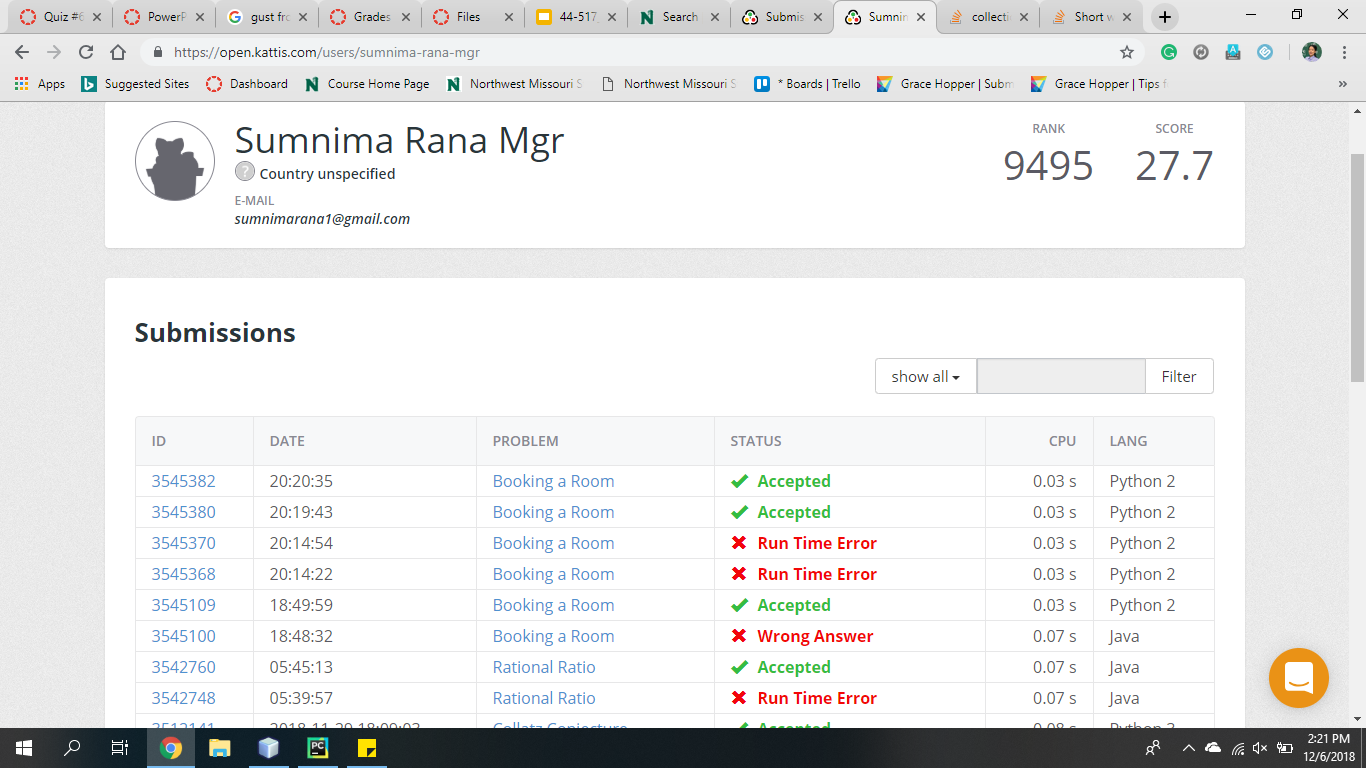 Quiz #6 PowerP gust fro Grades Files 44-517 Search Submis Sumnin collecti Short w
https://open.kattis.com/users/sumnima-rana-mgr
Apps Suggested Sites Dashboard Course Home Page Northwest Missouri S Northwest Missouri S * Boards | Trello Grace Hopper | Subm Grace Hopper | Tips f »
Sumnima Rana Mgr
? Country unspecified
E-MAIL
sumnimarana1@gmail.com
RANK
9495
SCORE
27.7
Submissions
show all
Filter
ID DATE PROBLEM STATUS CPU LANG
3545382 20:20:35 Booking a Room Accepted 0.03 s Python 2
3545380 20:19:43 Booking a Room Accepted 0.03 s Python 2
3545370 20:14:54 Booking a Room Run Time Error 0.03 s Python 2
3545368 20:14:22 Booking a Room Run Time Error 0.03 s Python 2
3545109 18:49:59 Booking a Room Accepted 0.03 s Python 2
3545100 18:48:32 Booking a Room Wrong Answer 0.07 s Java
3542760 05:45:13 Rational Ratio Accepted 0.07 s Java
3542748 05:39:57 Rational Ratio Run Time Error 0.07 s Java
Collatz Conjecture Accepted
2:21 PM
12/6/2018